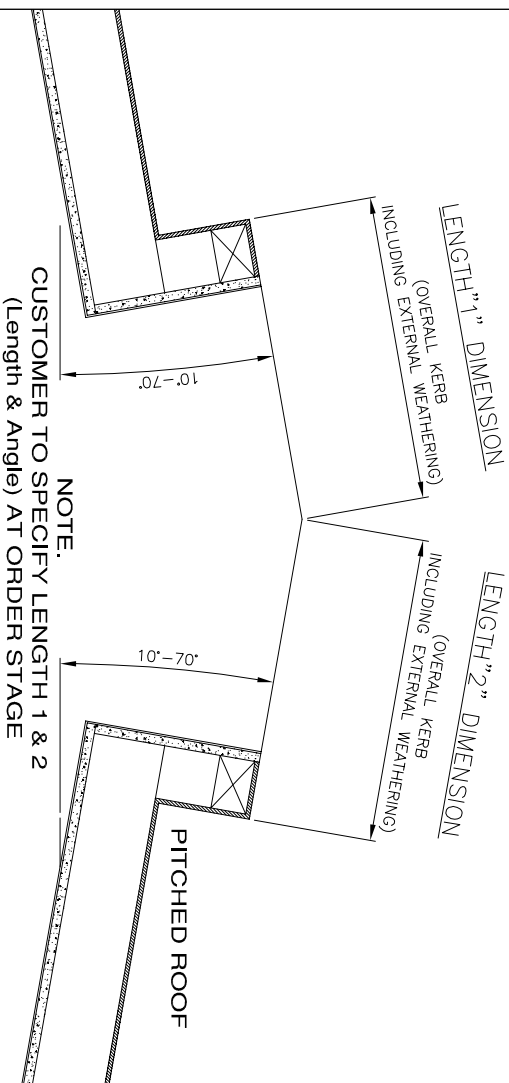 LENGTH"1" DIMENSION
(OVERALL KERB
INCLUDING EXTERNAL WEATHERING)
LENGTH"2" DIMENSION
(OVERALL KERB
INCLUDING EXTERNAL WEATHERING)
10°-70°
10°-70°
PITCHED ROOF
NOTE.
CUSTOMER TO SPECIFY LENGTH 1 & 2
(Length & Angle) AT ORDER STAGE